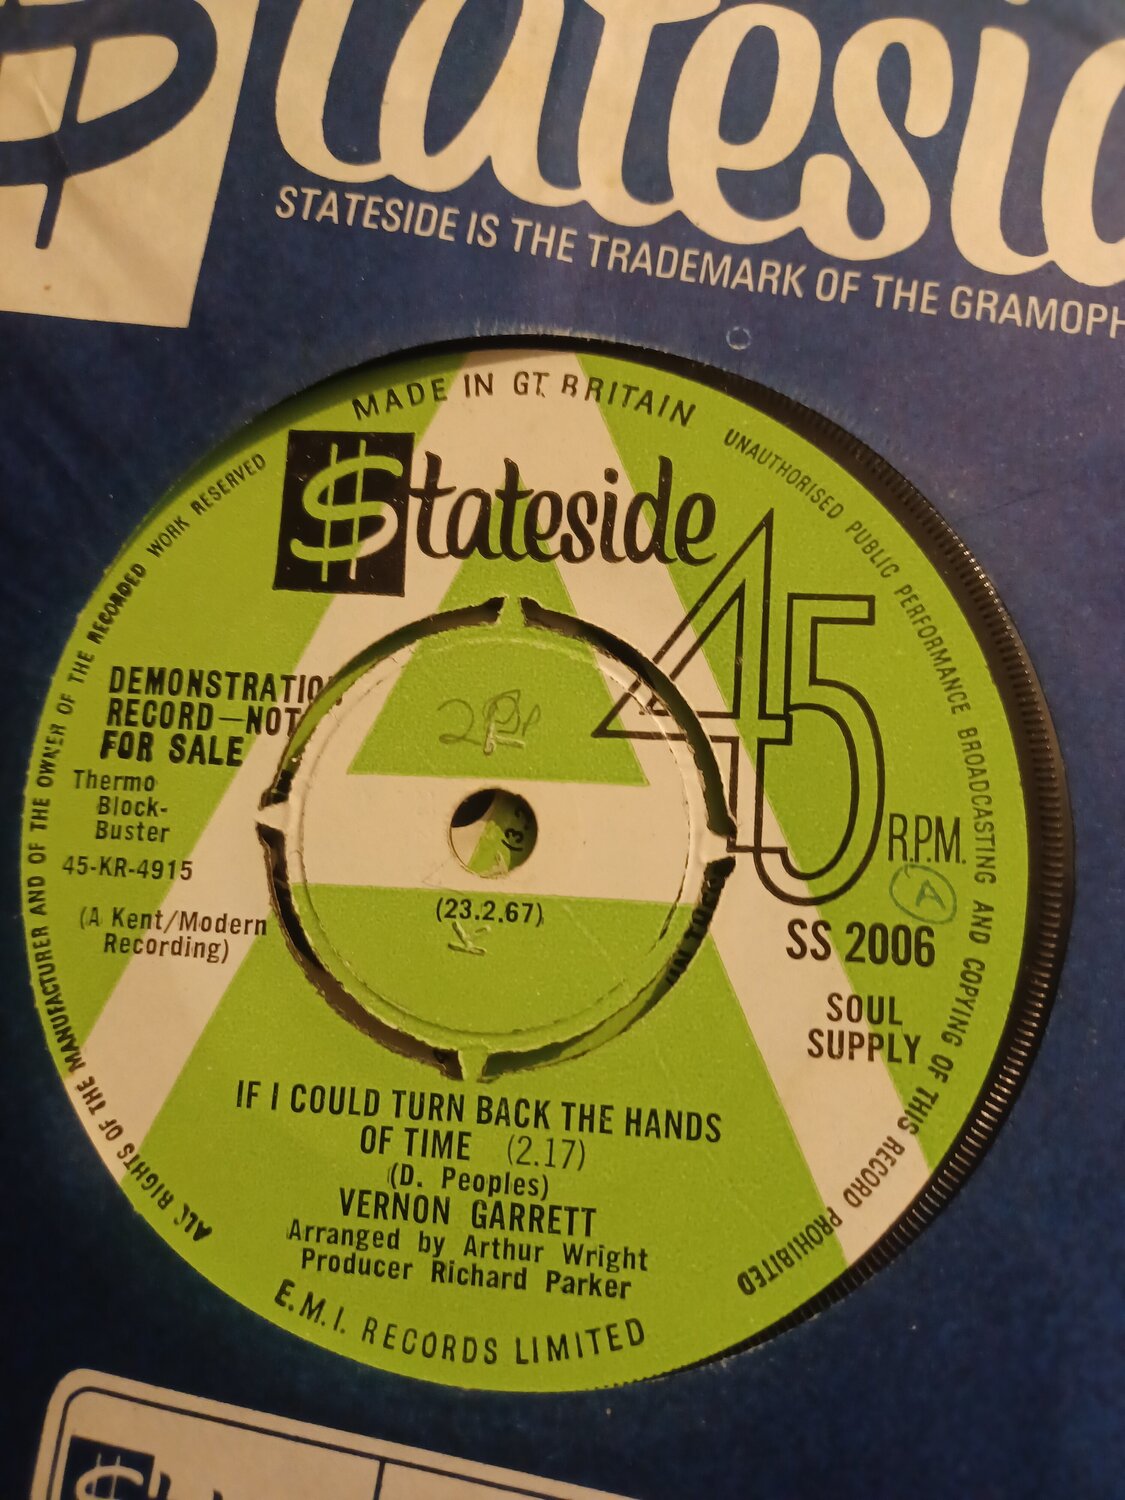 Stateside
STATESIDE IS THE TRADEMARK OF THE GRAMOPH
MADE IN GT. BRITAIN
UNAUTHORISED PUBLIC PERFORMANCE BROADCASTING AND COPYING OF THIS RECORD PROHIBITED
ALL RIGHTS OF THE MANUFACTURER AND OF THE OWNER OF THE RECORDED WORK RESERVED
Stateside
45
R.P.M.
A
DEMONSTRATION
RECORD—NOT
FOR SALE
Thermo
Block-
Buster
45-KR-4915
(A Kent/Modern
Recording)
(23.2.67)
SS 2006
SOUL
SUPPLY
IF I COULD TURN BACK THE HANDS
OF TIME (2.17)
(D. Peoples)
VERNON GARRETT
Arranged by Arthur Wright
Producer Richard Parker
E.M.I. RECORDS LIMITED